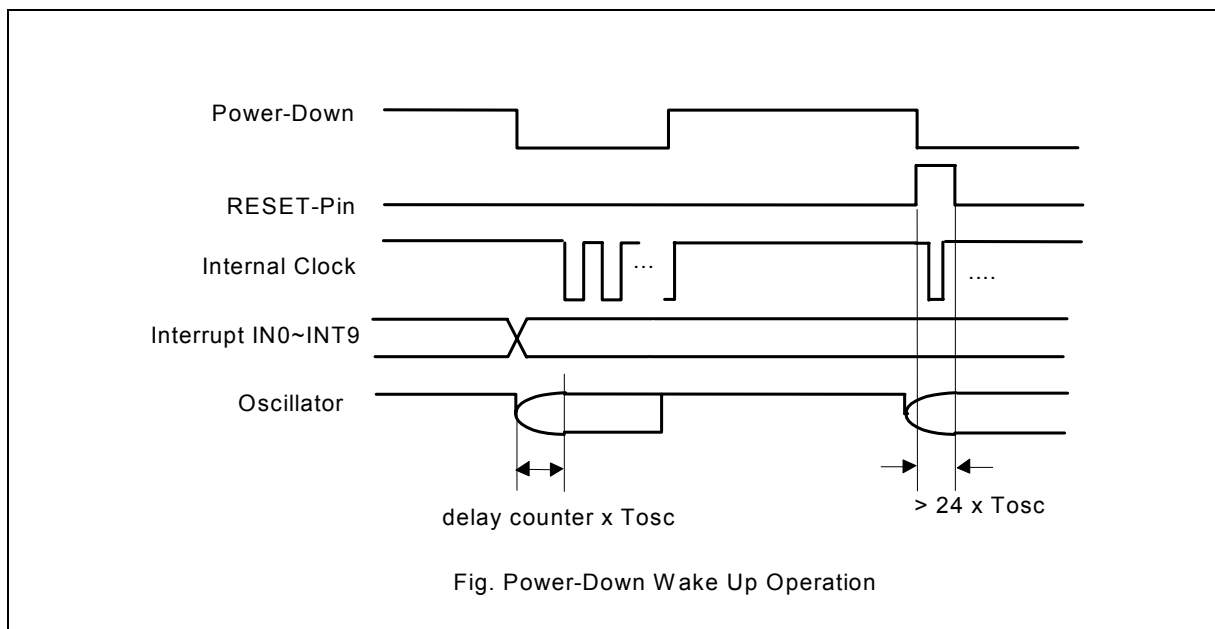 Power-Down
RESET-Pin
Internal Clock
...
....
Interrupt IN0~INT9
Oscillator
delay counter x Tosc
> 24 x Tosc
Fig. Power-Down Wake Up Operation